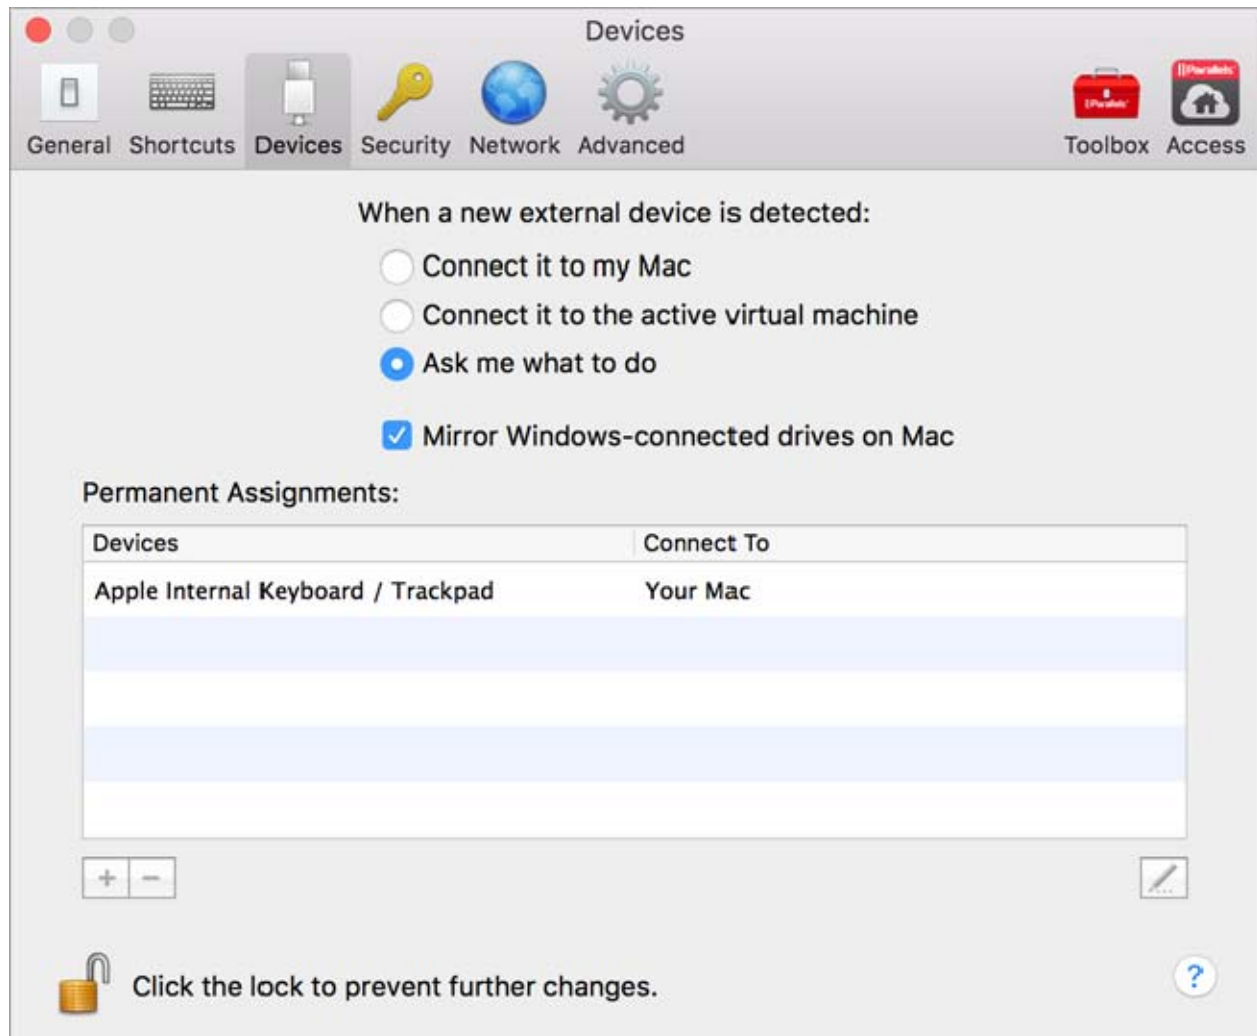 Devices
General Shortcuts Devices Security Network Advanced Toolbox Access
||Parallels®
||Parallels®
When a new external device is detected:
Connect it to my Mac
Connect it to the active virtual machine
Ask me what to do
Mirror Windows-connected drives on Mac
Permanent Assignments:
Devices Connect To
Apple Internal Keyboard / Trackpad Your Mac
+ −
Click the lock to prevent further changes. ?